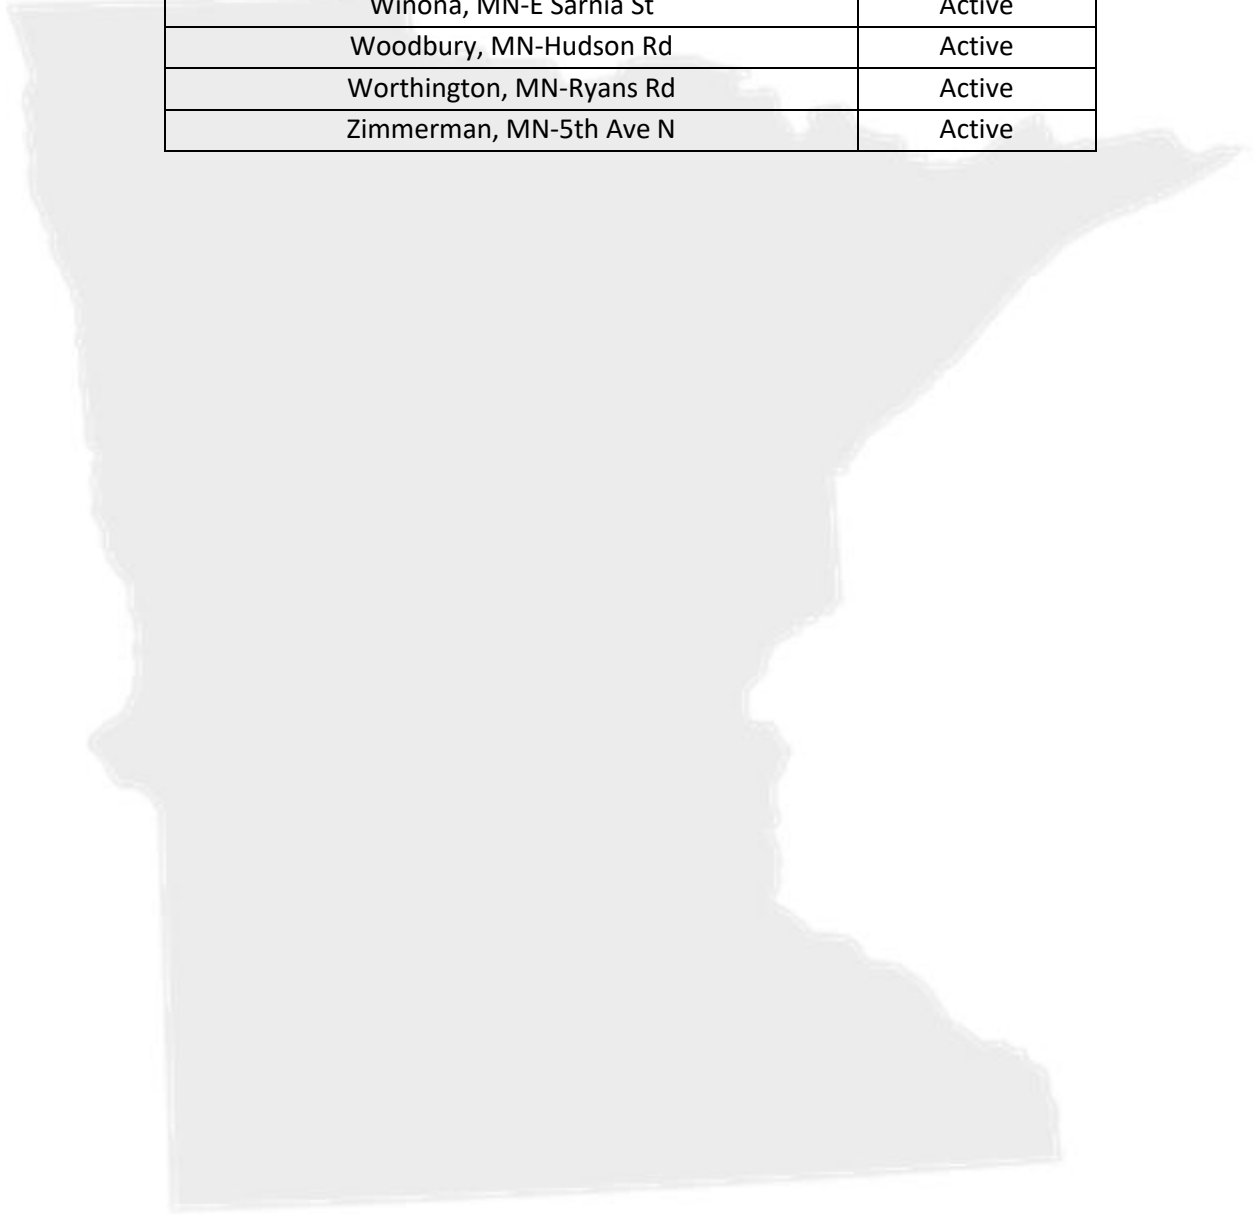 Winona, MN-E Sarnia St Active
Woodbury, MN-Hudson Rd Active
Worthington, MN-Ryans Rd Active
Zimmerman, MN-5th Ave N Active